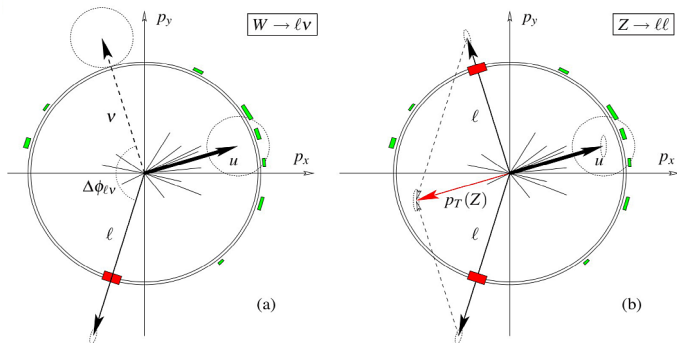 p_y
W → ℓν
ν
u
p_x
Δϕ_ℓν
ℓ
(a)
p_y
Z → ℓℓ
ℓ
u
p_x
p_T(Z)
ℓ
(b)